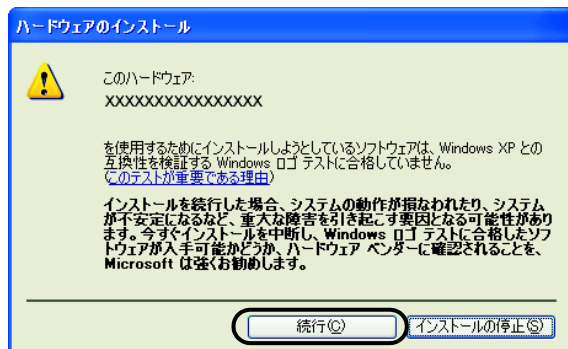 ハードウェアのインストール
このハードウェア:
XXXXXXXXXXXXXXXX
を使用するためにインストールしようとしているソフトウェアは、Windows XP との
互換性を検証する Windows ロゴ テストに合格していません。
(このテストが重要である理由)
インストールを続行した場合、システムの動作が損なわれたり、システム
が不安定になるなど、重大な障害を引き起こす要因となる可能性があり
ます。今すぐインストールを中断し、Windows ロゴ テストに合格したソフ
トウェアが入手可能かどうか、ハードウェア ベンダーに確認されることを、
Microsoft は強くお勧めします。
続行(C)
インストールの停止(S)